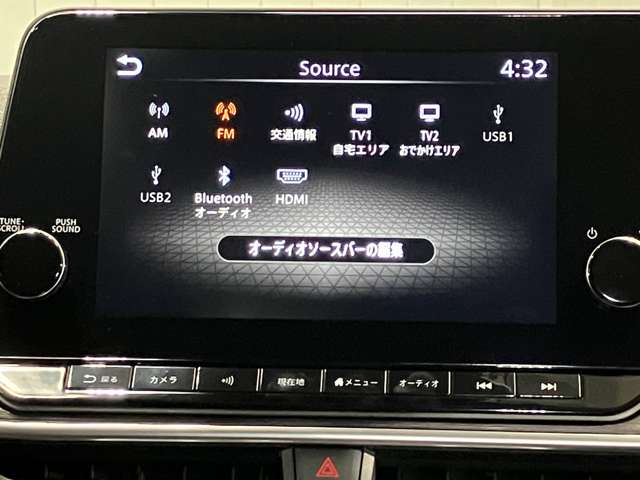 Source
4:32
AM
FM
交通情報
TV1
自宅エリア
TV2
おでかけエリア
USB1
USB2
Bluetooth
オーディオ
HDMI
オーディオソースバーの編集
TUNE・
SCROLL
PUSH
SOUND
戻る
カメラ
現在地
メニュー
オーディオ